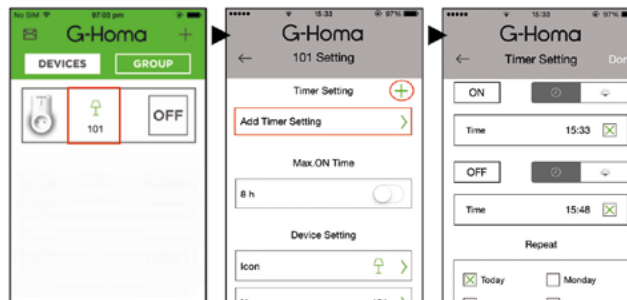 No SIM 07:03 pm
G-Homa
DEVICES GROUP
101
OFF
15:33 97%
G-Homa
101 Setting
Timer Setting
Add Timer Setting
Max.ON Time
8 h
Device Setting
Icon
15:33 97%
G-Homa
Timer Setting Don
ON
Time 15:33
OFF
Time 15:48
Repeat
Today Monday